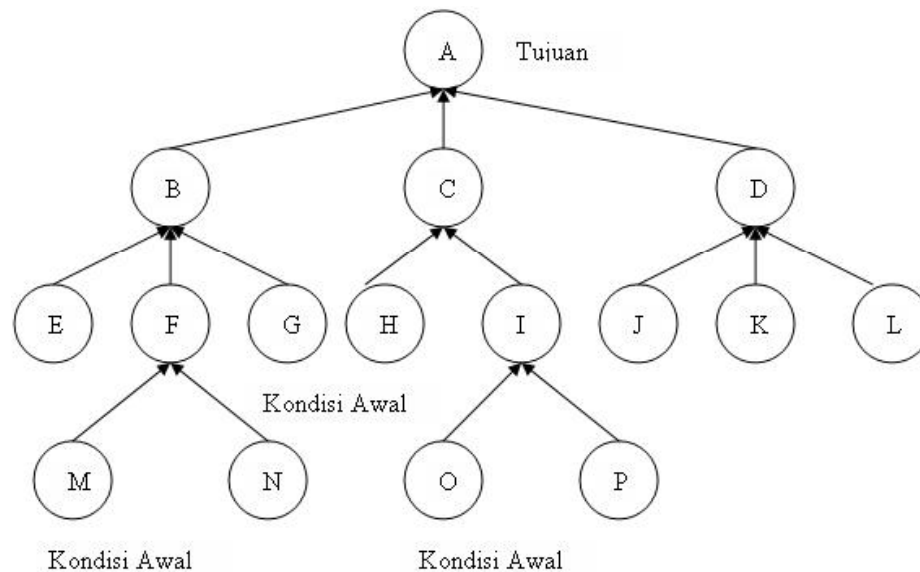 A Tujuan
B C D
E F G H I J K L
Kondisi Awal
M N O P
Kondisi Awal Kondisi Awal